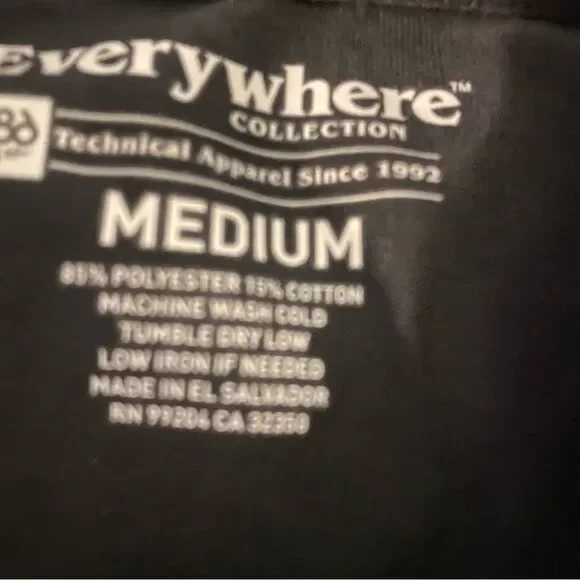 Everywhere™
COLLECTION
Technical Apparel Since 1992
MEDIUM
85% POLYESTER 15% COTTON
MACHINE WASH COLD
TUMBLE DRY LOW
LOW IRON IF NEEDED
MADE IN EL SALVADOR
RN 99204 CA